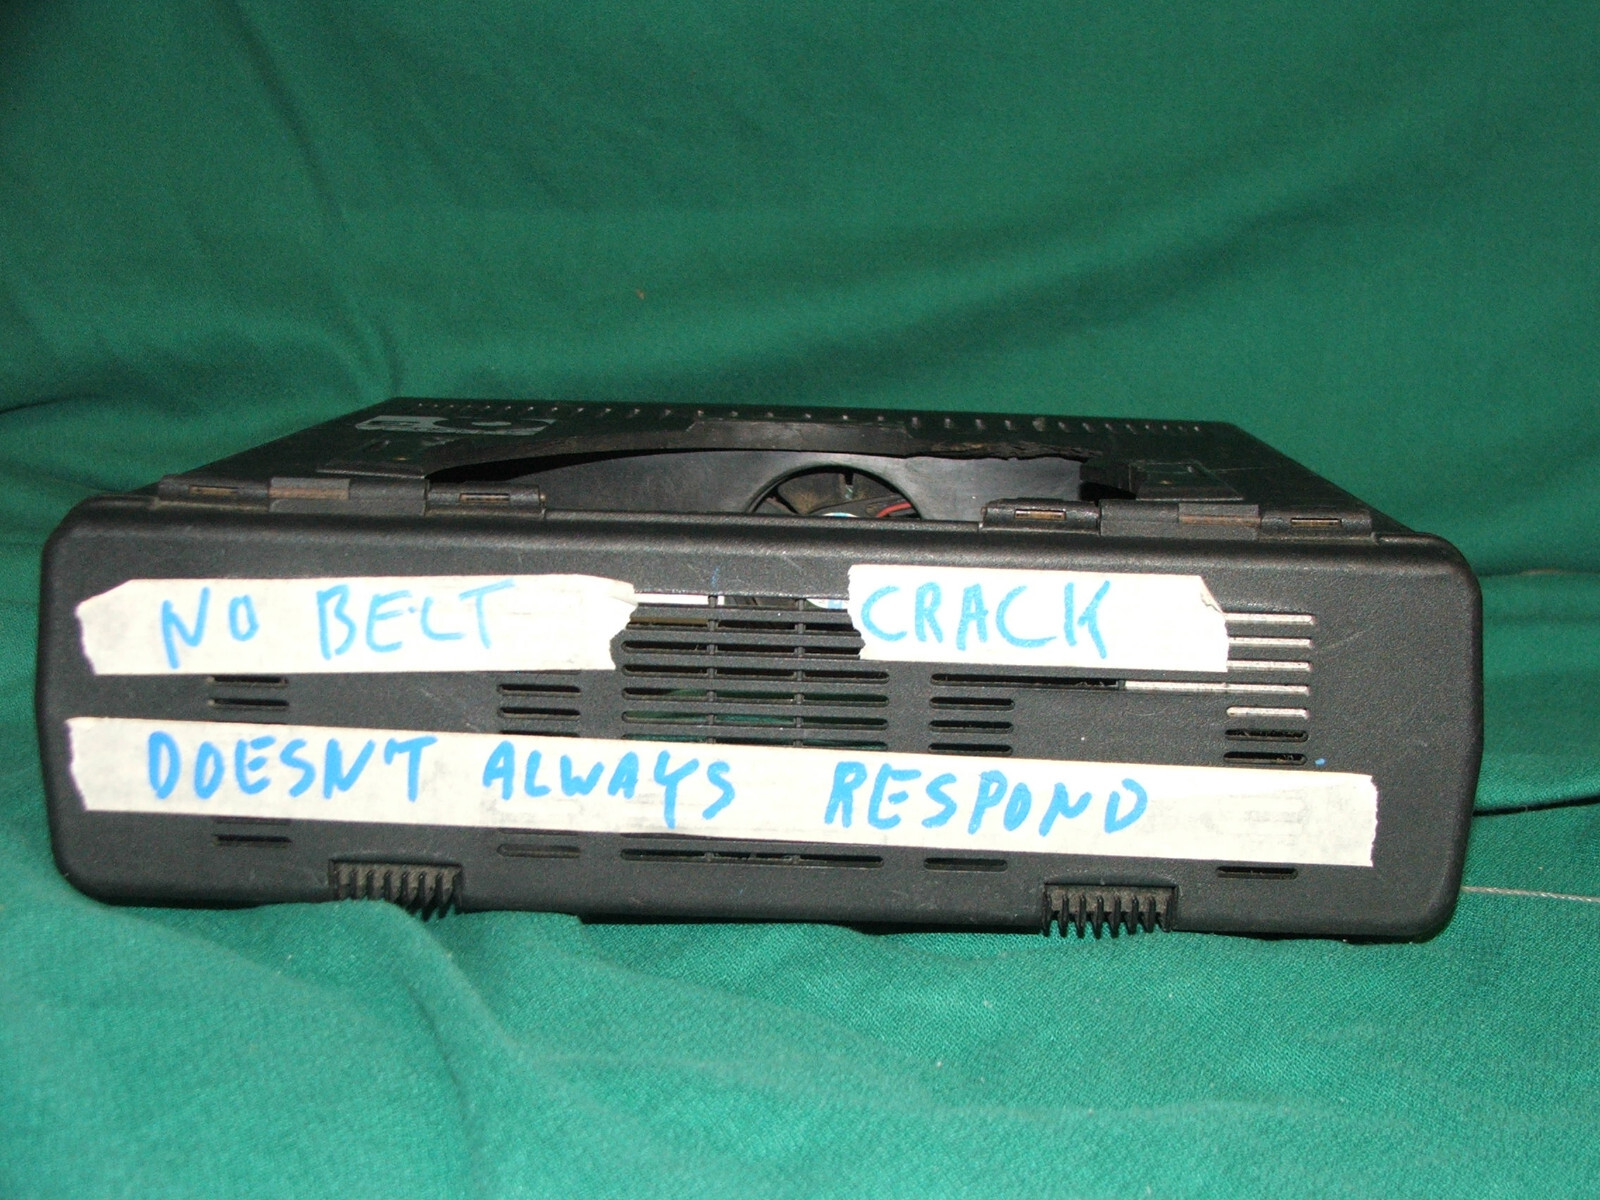 NO BELT CRACK
DOESN'T ALWAYS RESPOND